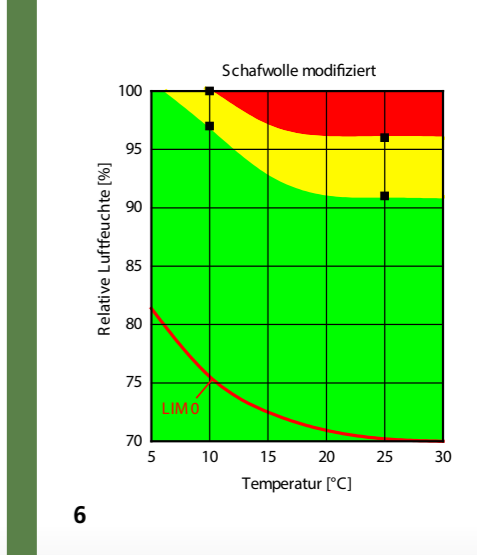 Schafwolle modifiziert
100
95
90
85
80
75
70
Relative Luftfeuchte [%]
LIM 0
5 10 15 20 25 30
Temperatur [°C]
6